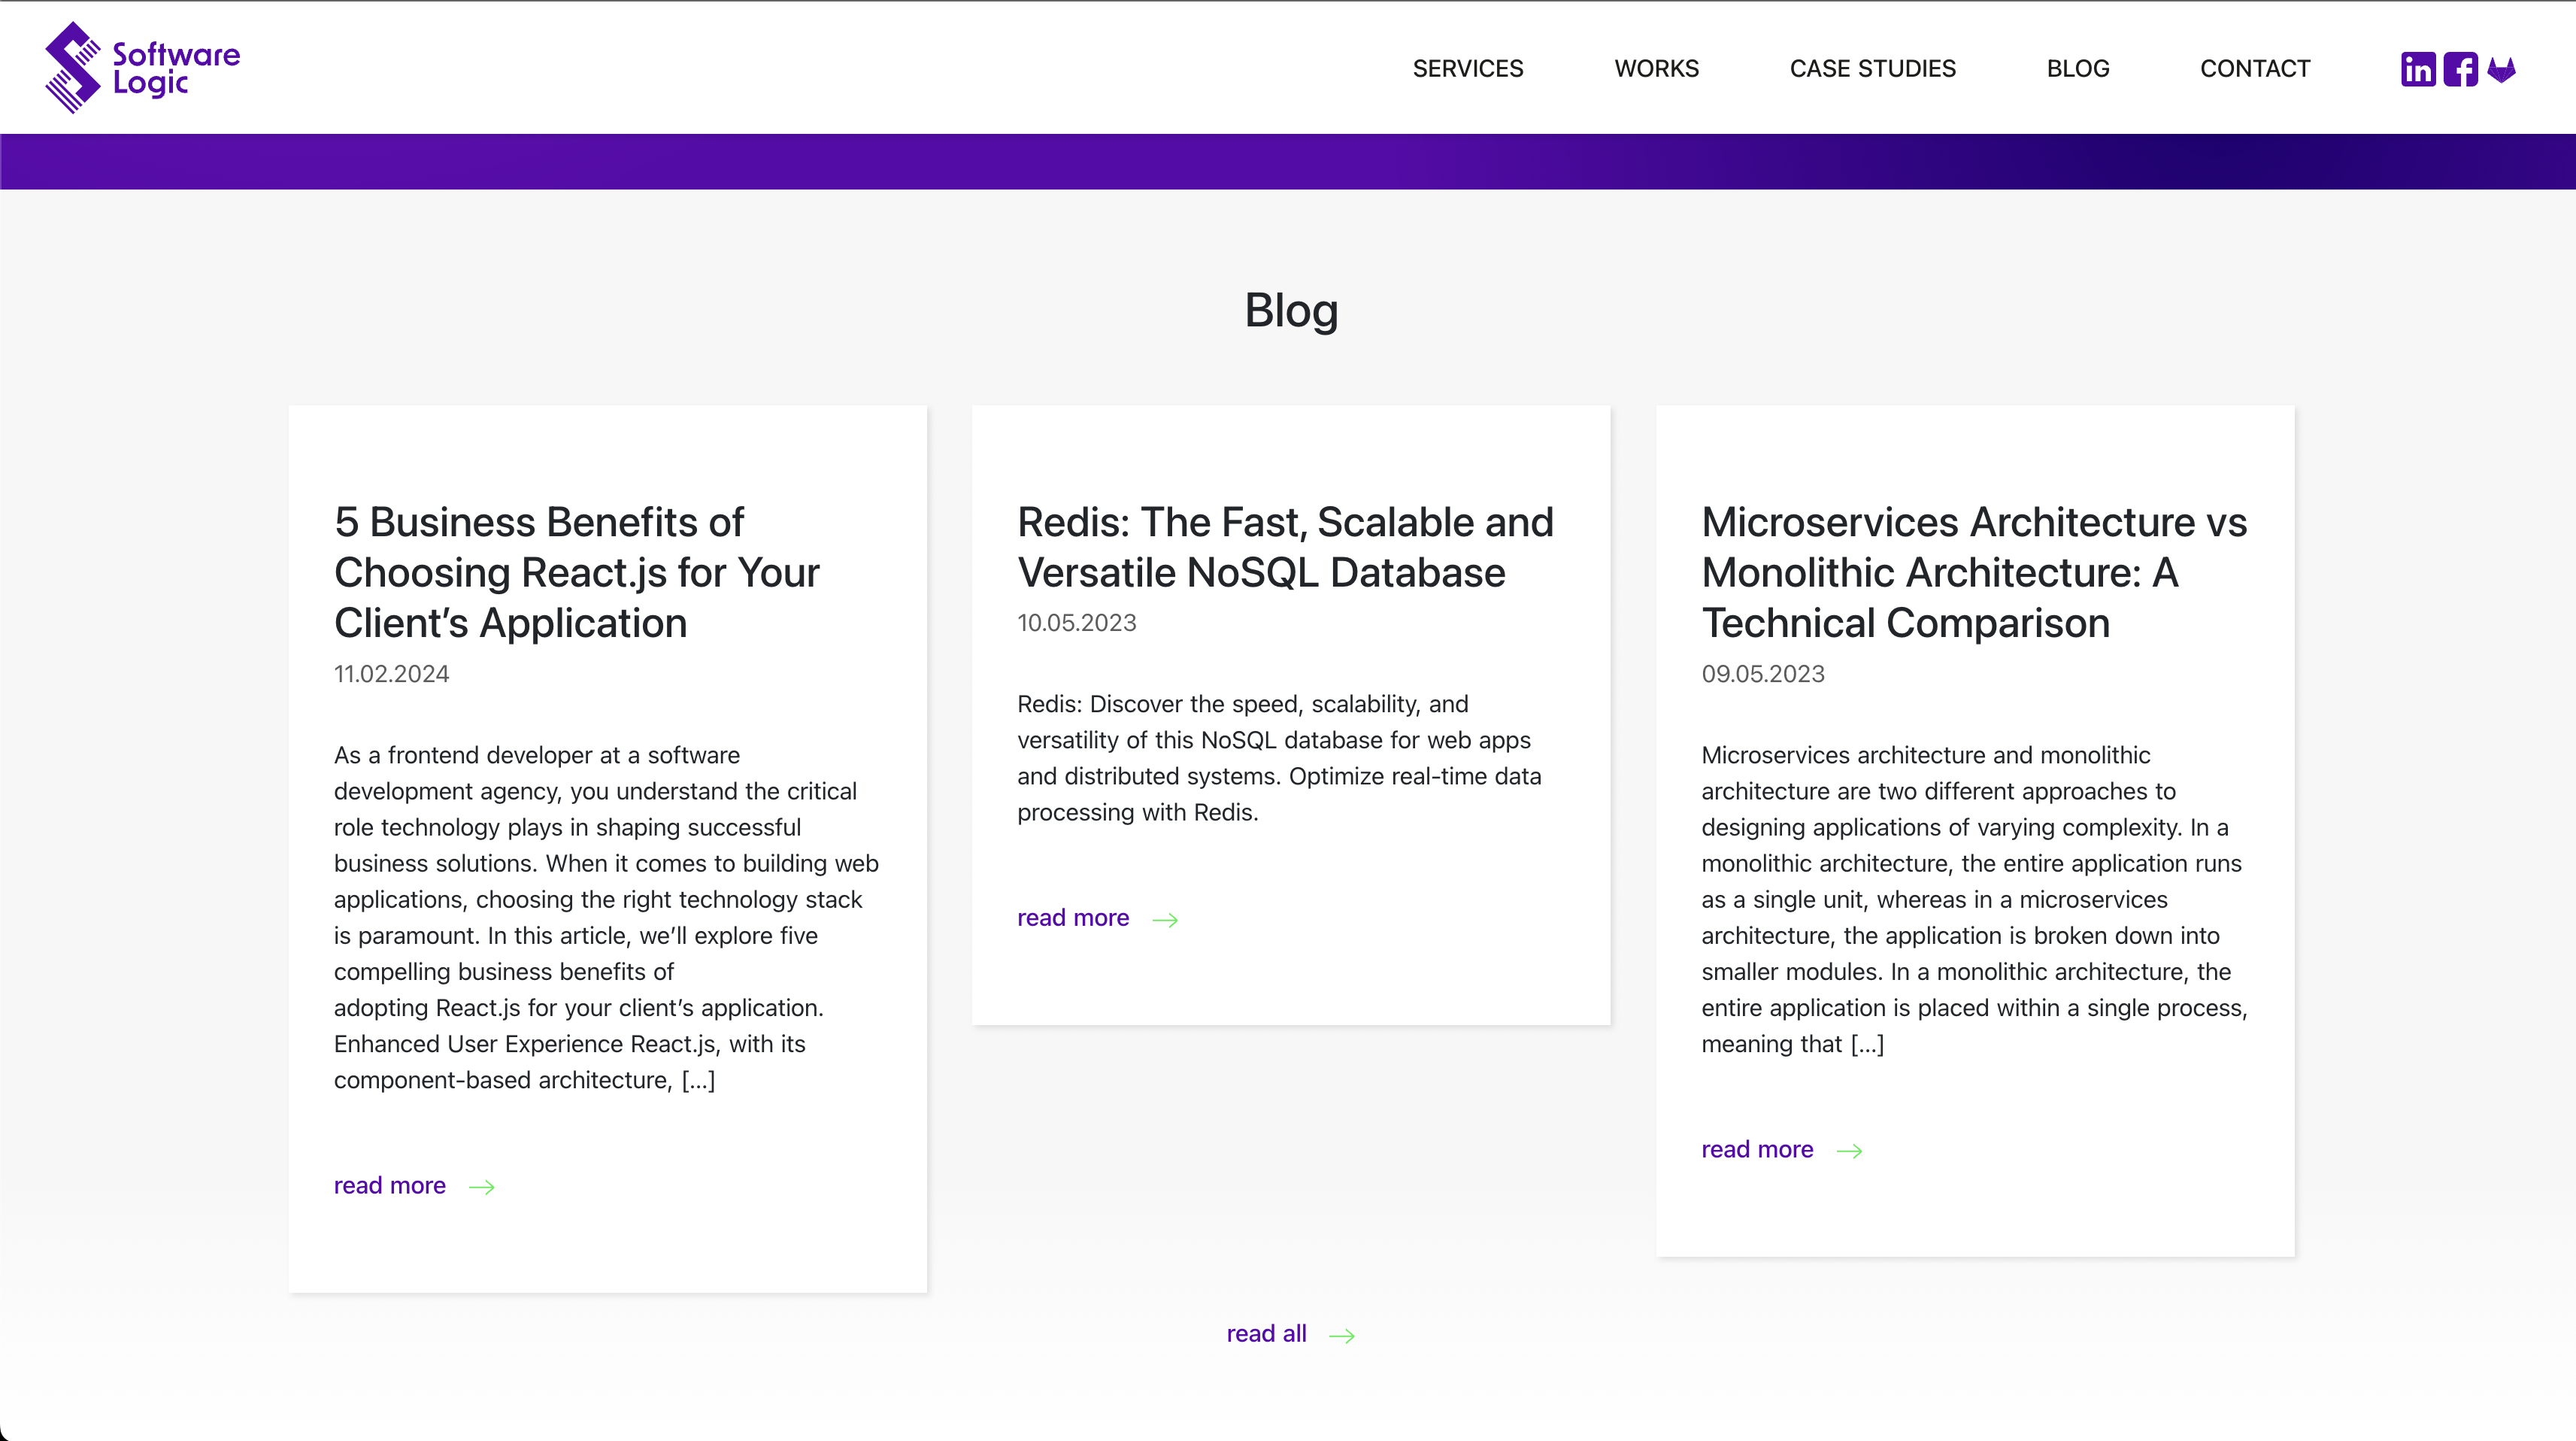 Software
Logic
SERVICES
WORKS
CASE STUDIES
BLOG
CONTACT
in
f
Blog
5 Business Benefits of
Choosing React.js for Your
Client’s Application
11.02.2024
As a frontend developer at a software
development agency, you understand the critical
role technology plays in shaping successful
business solutions. When it comes to building web
applications, choosing the right technology stack
is paramount. In this article, we’ll explore five
compelling business benefits of
adopting React.js for your client’s application.
Enhanced User Experience React.js, with its
component-based architecture, [...]
read more
Redis: The Fast, Scalable and
Versatile NoSQL Database
10.05.2023
Redis: Discover the speed, scalability, and
versatility of this NoSQL database for web apps
and distributed systems. Optimize real-time data
processing with Redis.
read more
Microservices Architecture vs
Monolithic Architecture: A
Technical Comparison
09.05.2023
Microservices architecture and monolithic
architecture are two different approaches to
designing applications of varying complexity. In a
monolithic architecture, the entire application runs
as a single unit, whereas in a microservices
architecture, the application is broken down into
smaller modules. In a monolithic architecture, the
entire application is placed within a single process,
meaning that [...]
read more
read all